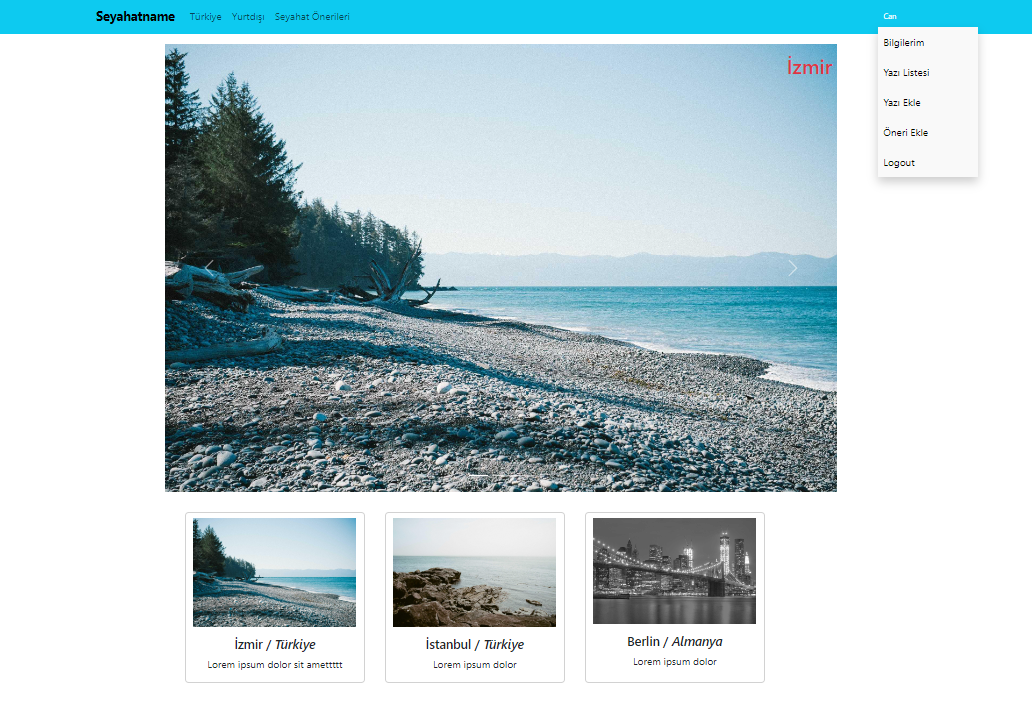 Seyahatname Türkiye Yurtdışı Seyahat Önerileri Can
Bilgilerim
Yazı Listesi
Yazı Ekle
Öneri Ekle
Logout
İzmir
İzmir / Türkiye
Lorem ipsum dolor sit amettttt
İstanbul / Türkiye
Lorem ipsum dolor
Berlin / Almanya
Lorem ipsum dolor